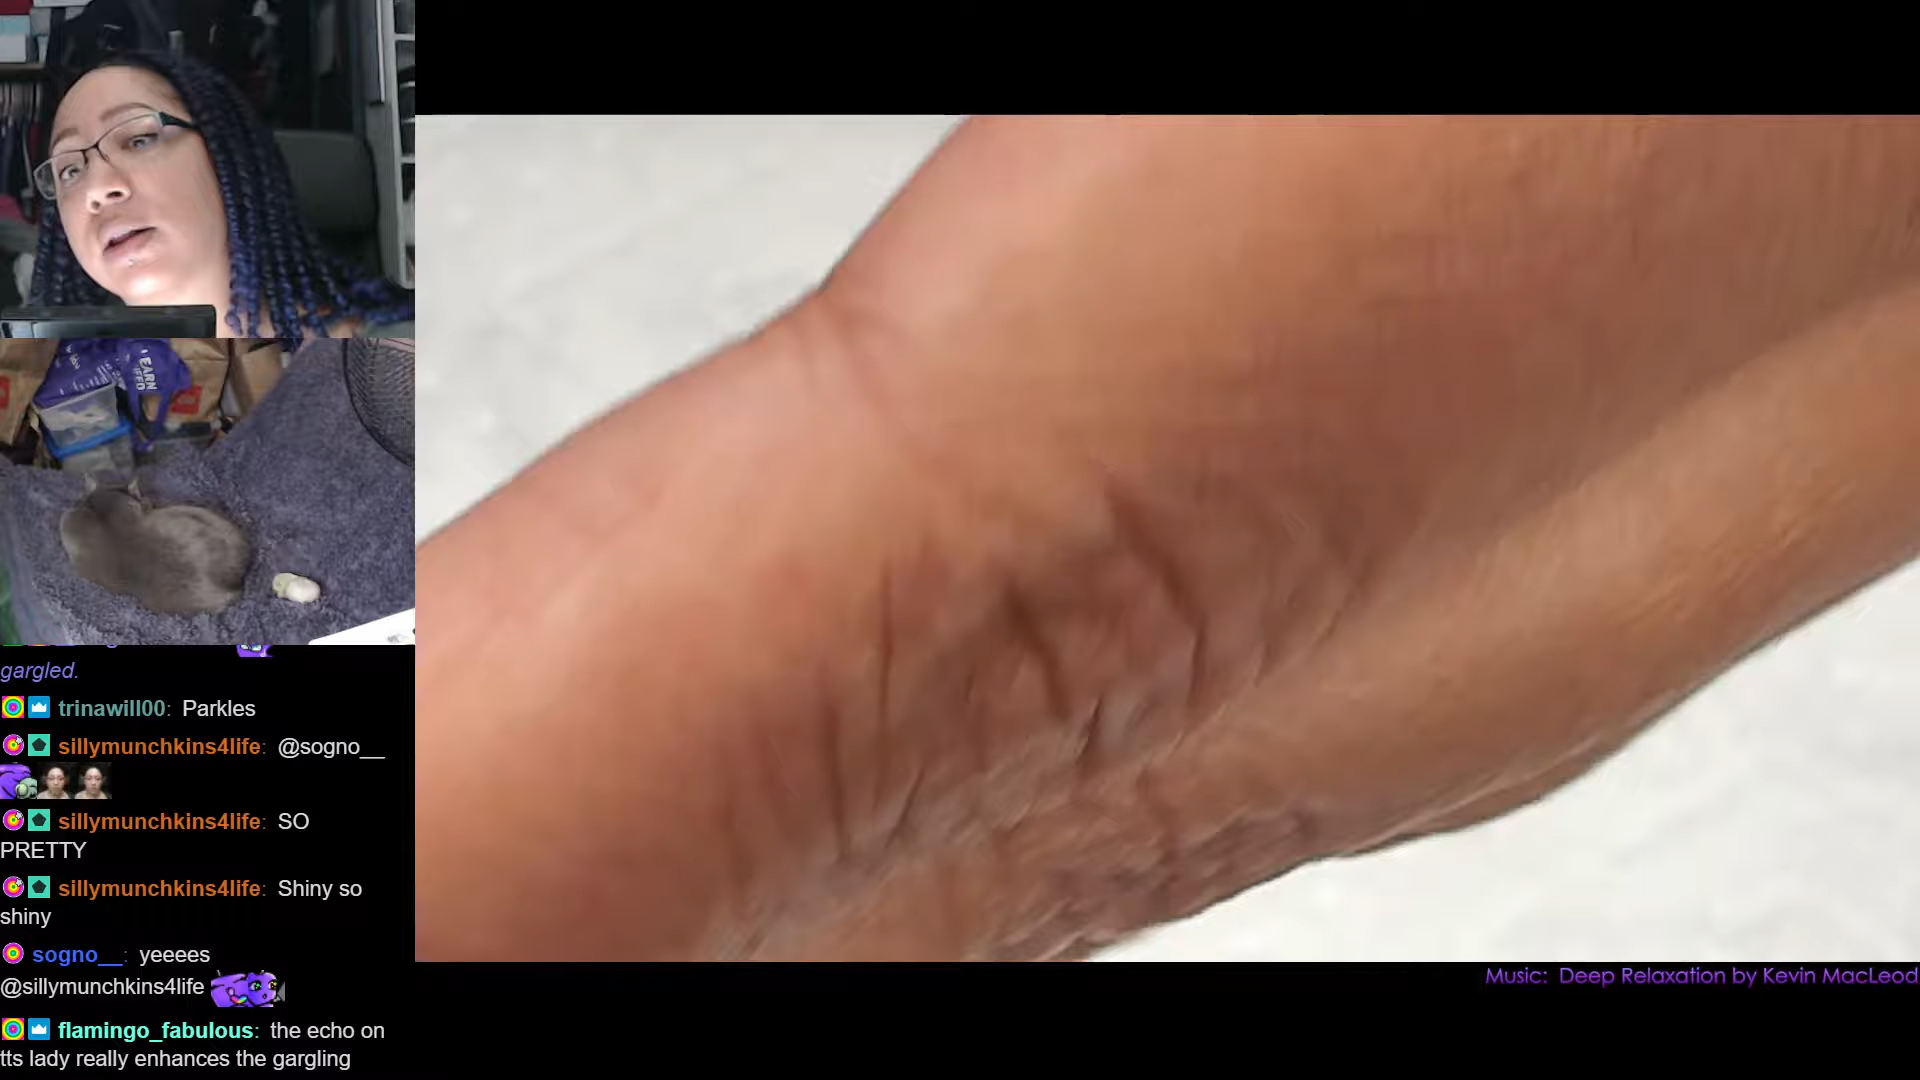 EARN
gargled.
trinawill00: Parkles
sillymunchkins4life: @sogno__
sillymunchkins4life: SO
PRETTY
sillymunchkins4life: Shiny so
shiny
sogno__: yeeees
@sillymunchkins4life
flamingo_fabulous: the echo on
tts lady really enhances the gargling
Music: Deep Relaxation by Kevin MacLeod